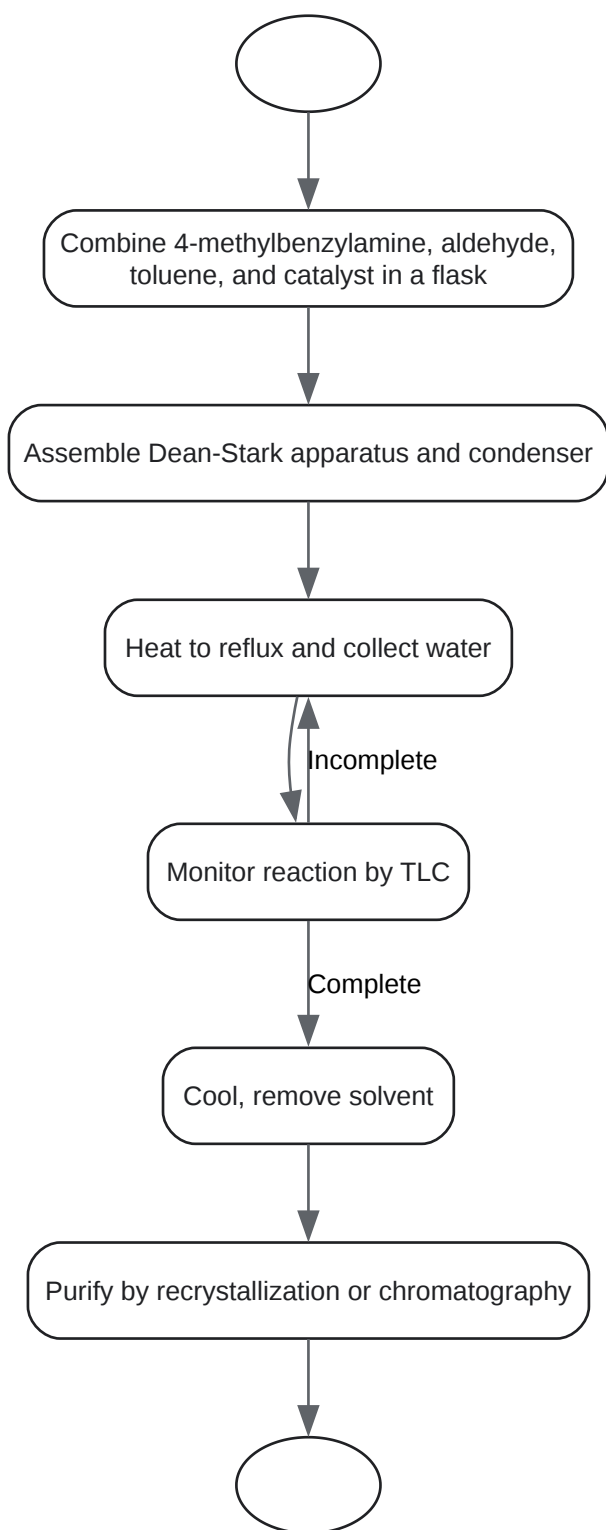 Combine 4-methylbenzylamine, aldehyde,
toluene, and catalyst in a flask
Assemble Dean-Stark apparatus and condenser
Heat to reflux and collect water
Incomplete
Monitor reaction by TLC
Complete
Cool, remove solvent
Purify by recrystallization or chromatography